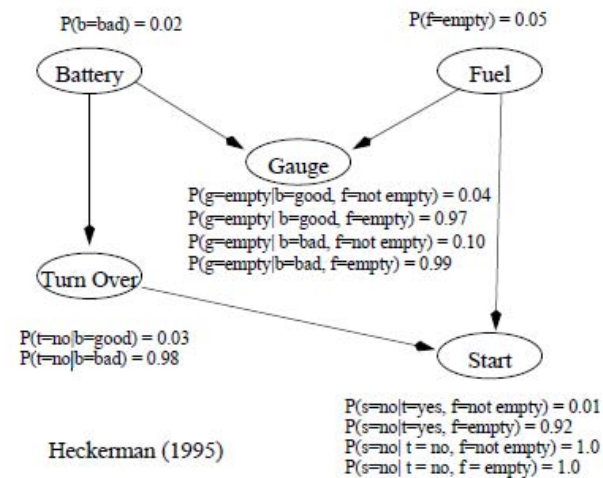 P(b=bad) = 0.02
P(f=empty) = 0.05
Battery
Fuel
Gauge
P(g=empty|b=good, f=not empty) = 0.04
P(g=empty| b=good, f=empty) = 0.97
P(g=empty| b=bad, f=not empty) = 0.10
P(g=empty|b=bad, f=empty) = 0.99
Turn Over
P(t=no|b=good) = 0.03
P(t=no|b=bad) = 0.98
Start
P(s=no|t=yes, f=not empty) = 0.01
P(s=no|t=yes, f=empty) = 0.92
P(s=no| t = no, f=not empty) = 1.0
P(s=no| t = no, f = empty) = 1.0
Heckerman (1995)